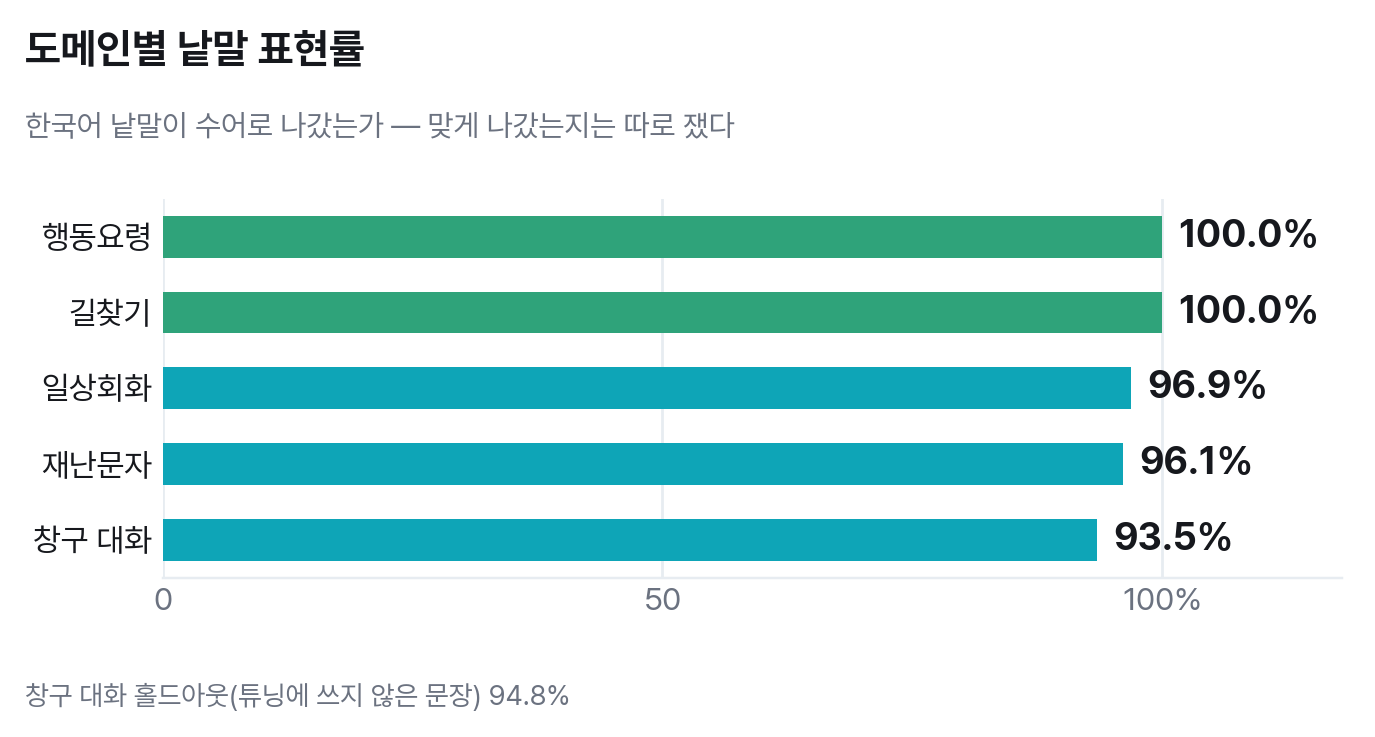 도메인별 낱말 표현률
한국어 낱말이 수어로 나갔는가 — 맞게 나갔는지는 따로 쟀다
행동요령 100.0%
길찾기 100.0%
일상회화 96.9%
재난문자 96.1%
창구 대화 93.5%
0 50 100%
창구 대화 홀드아웃(튜닝에 쓰지 않은 문장) 94.8%